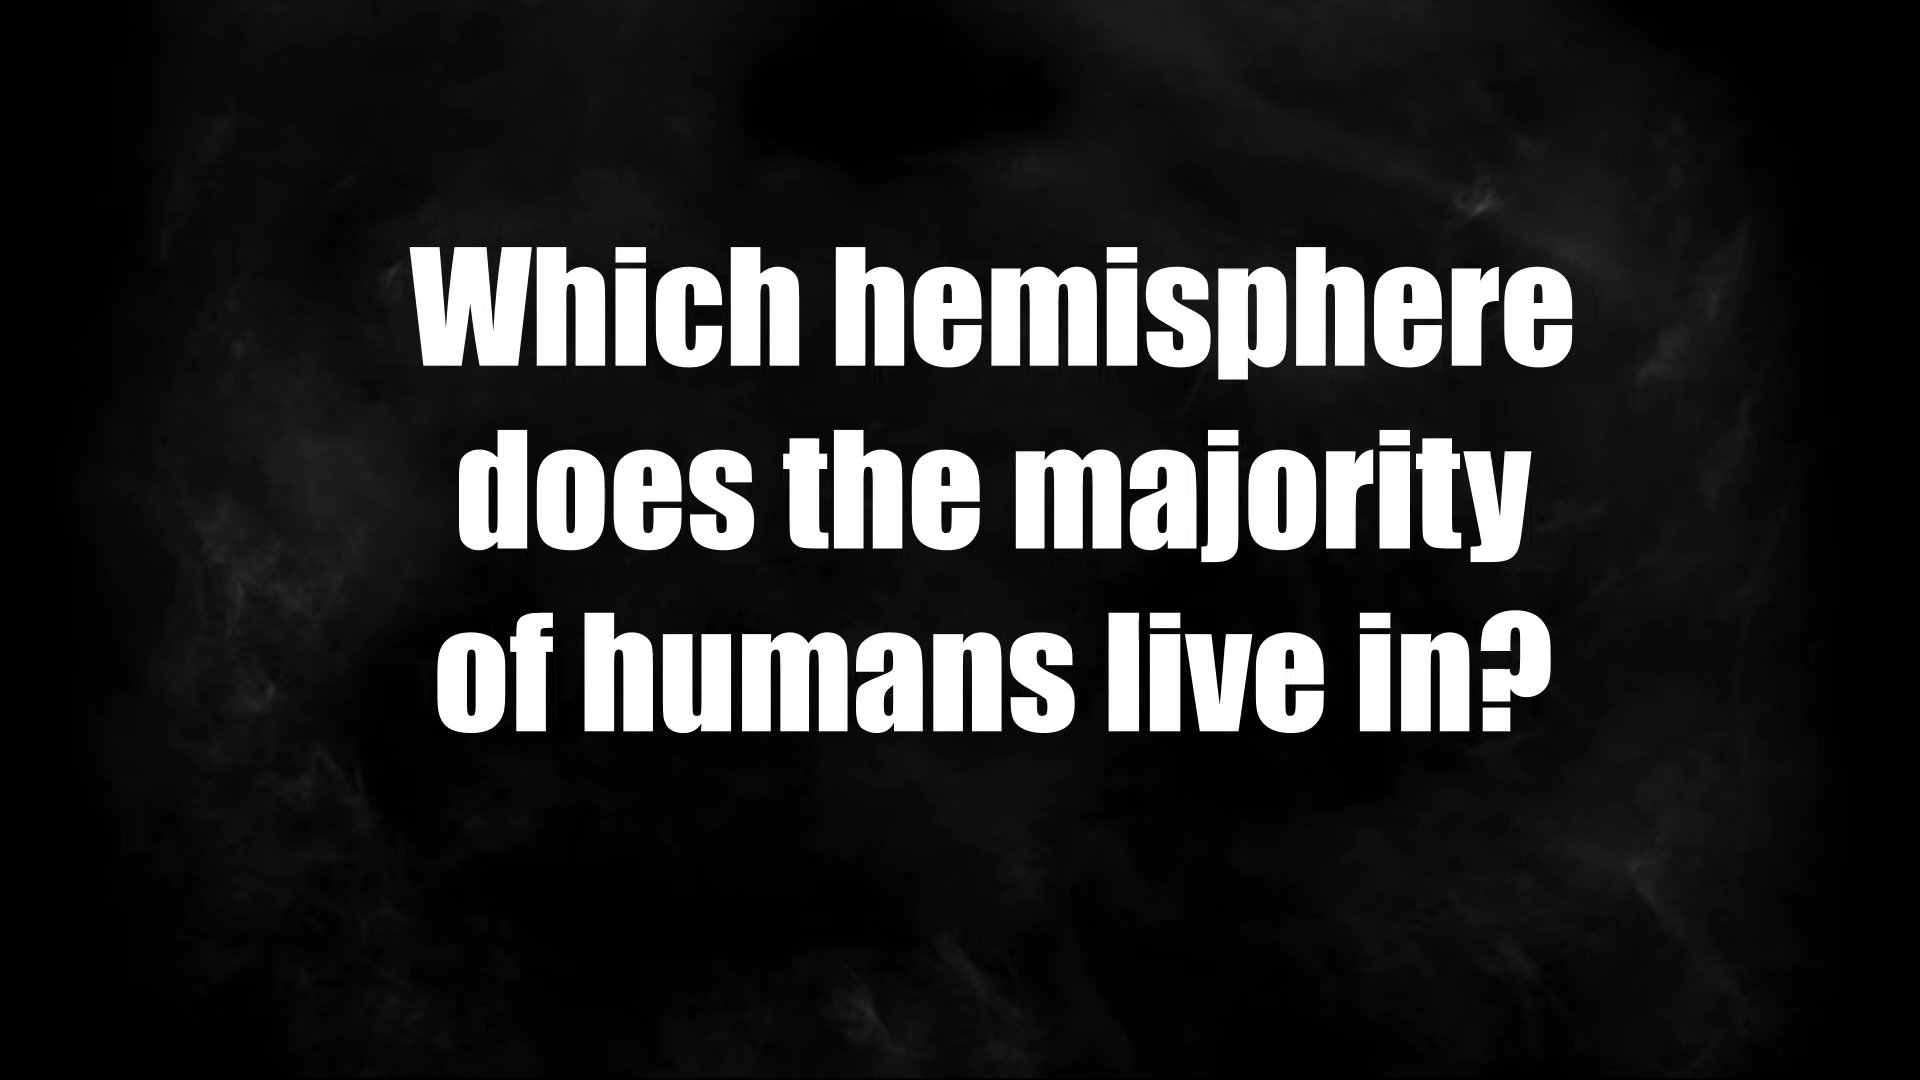 Which hemisphere
does the majority
of humans live in?